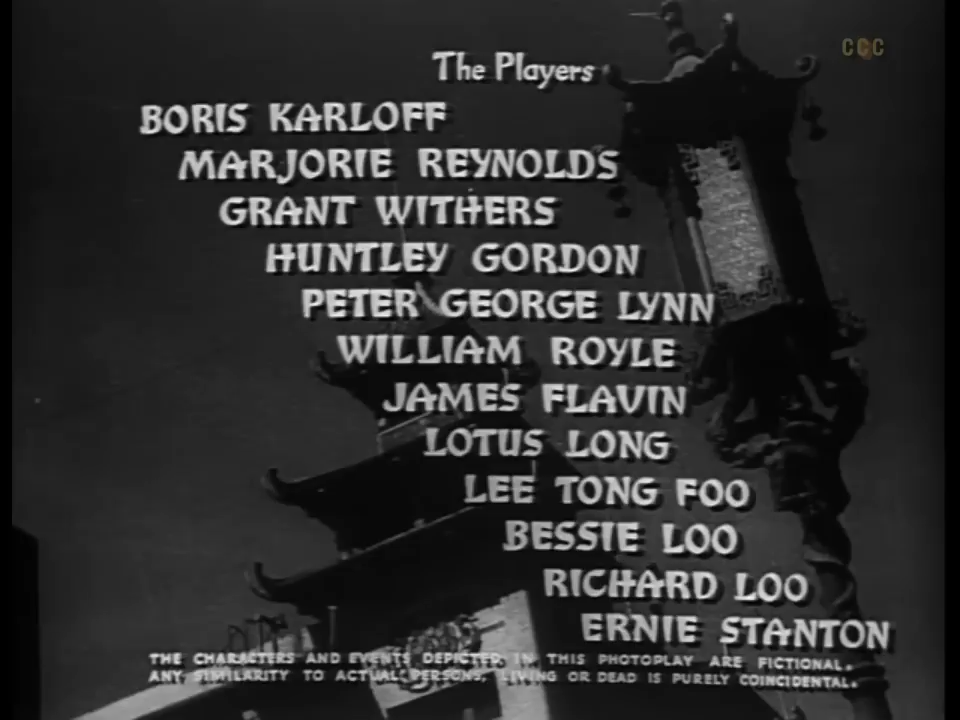 CCC
The Players
BORIS KARLOFF
MARJORIE REYNOLDS
GRANT WITHERS
HUNTLEY GORDON
PETER GEORGE LYNN
WILLIAM ROYLE
JAMES FLAVIN
LOTUS LONG
LEE TONG FOO
BESSIE LOO
RICHARD LOO
ERNIE STANTON
THE CHARACTERS AND EVENTS DEPICTED IN THIS PHOTOPLAY ARE FICTIONAL.
ANY SIMILARITY TO ACTUAL PERSONS, LIVING OR DEAD IS PURELY COINCIDENTAL.